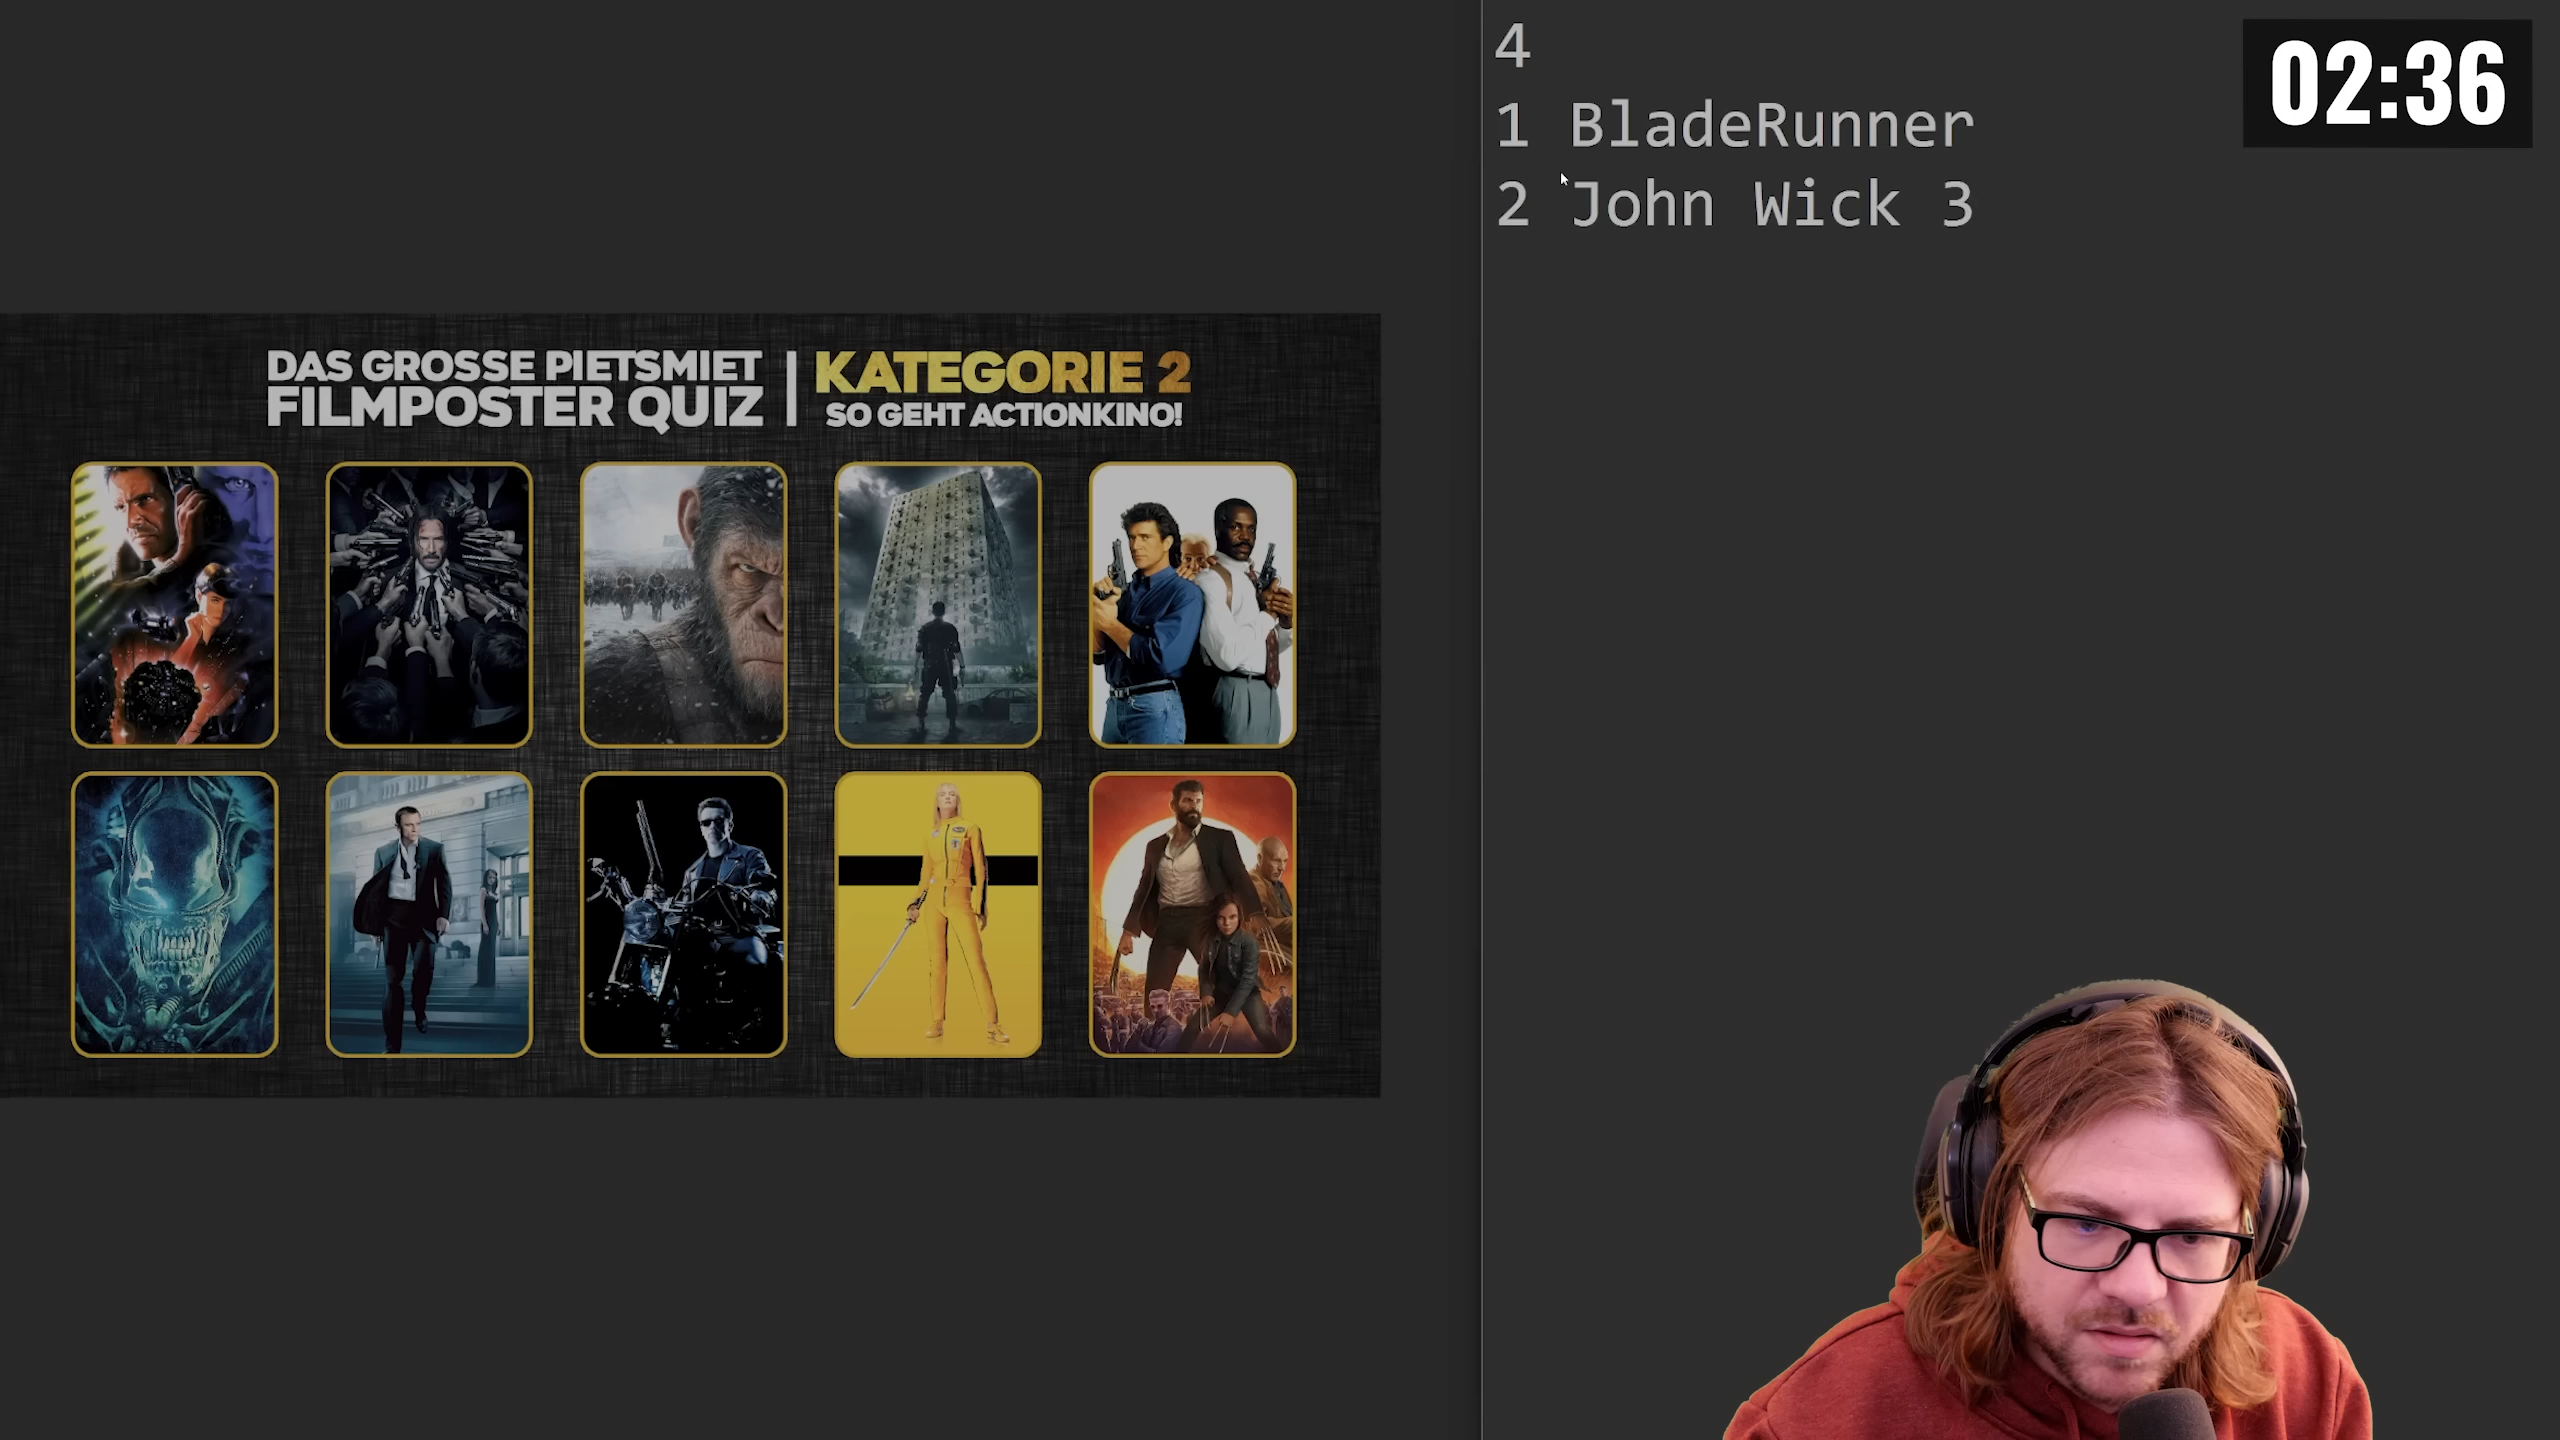 DAS GROSSE PIETSMIET
FILMPOSTER QUIZ
KATEGORIE 2
SO GEHT ACTIONKINO!
4
1 BladeRunner
2 John Wick 3
02:36